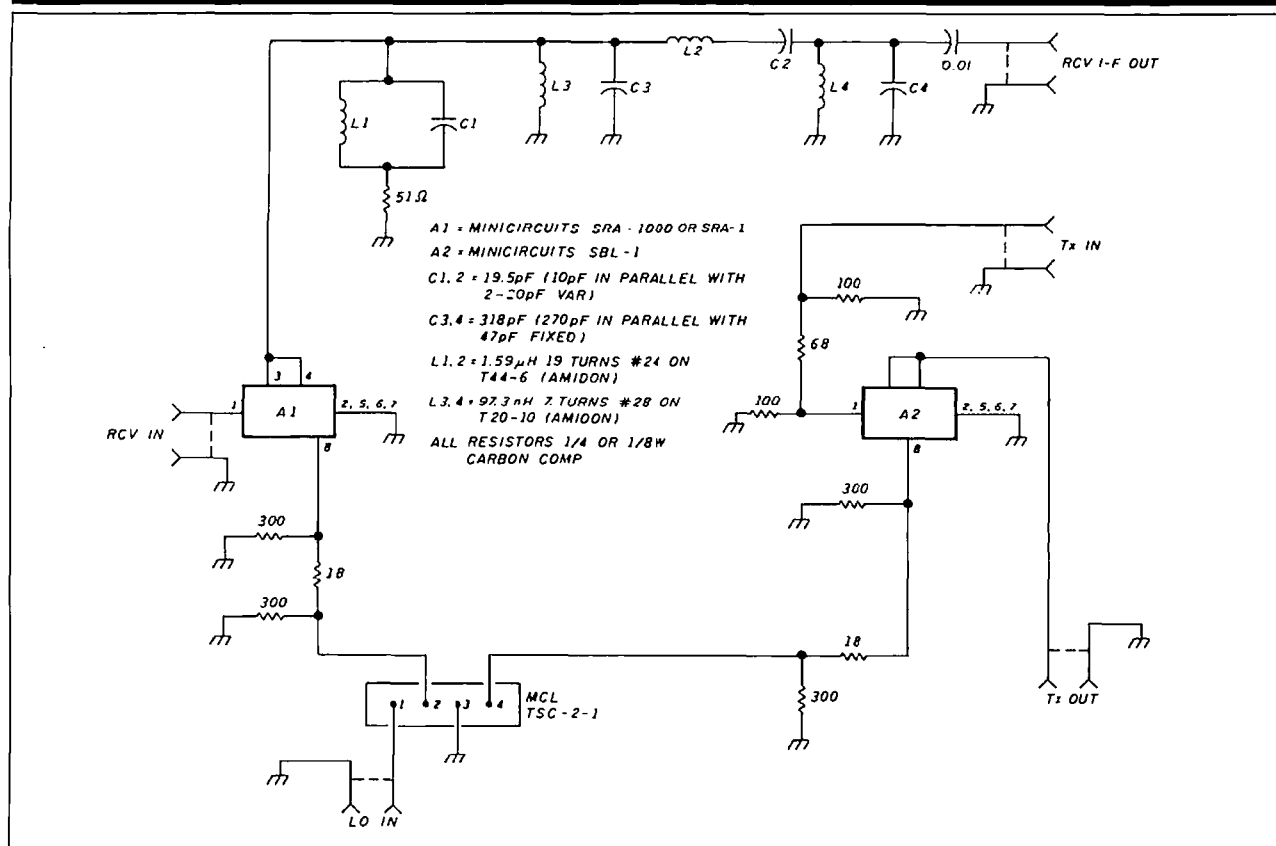 L2
C2
0.01
RCV I-F OUT
L3
C3
L4
C4
L1
C1
51Ω
A1 = MINICIRCUITS SRA-1000 OR SRA-1
A2 = MINICIRCUITS SBL-1
C1,2 = 19.5pF (10pF IN PARALLEL WITH
VAR)
C3,4 = 318pF (270pF IN PARALLEL WITH
47pF FIXED)
L1,2 = 1.59μH 19 TURNS #24 ON
T44-6 (AMIDON)
L3,4 = 97.3nH 7 TURNS #28 ON
T20-10 (AMIDON)
ALL RESISTORS 1/4 OR 1/8W
CARBON COMP
Tx IN
100
68
100
3 4
1
A1
2, 5, 6, 7
8
RCV IN
1
A2
2, 5, 6, 7
8
300
18
300
300
18
300
MCL
TSC-2-1
1 2 3 4
LO IN
Tx OUT